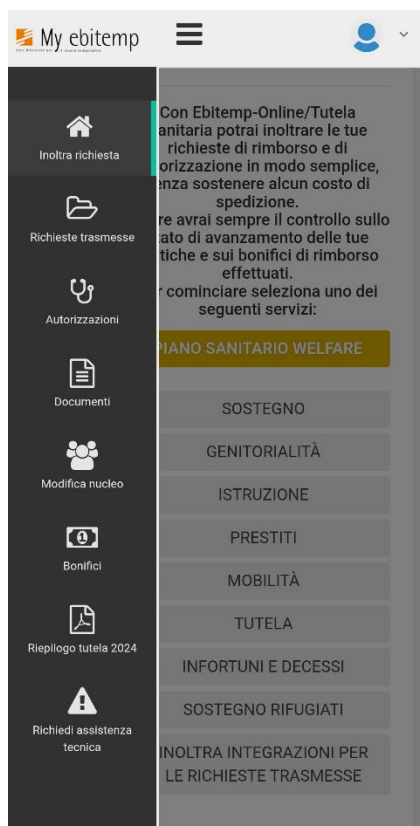 My ebitemp
Inoltra richiesta
Richieste trasmesse
Autorizzazioni
Documenti
Modifica nucleo
1
Bonifici
Riepilogo tutela 2024
Richiedi assistenza
tecnica
Con Ebitemp-Online/Tutela
anitaria potrai inoltrare le tue
richieste di rimborso e di
orizzazione in modo semplice,
enza sostenere alcun costo di
spedizione.
re avrai sempre il controllo sullo
tato di avanzamento delle tue
tiche e sui bonifici di rimborso
effettuati.
r cominciare seleziona uno dei
seguenti servizi:
PIANO SANITARIO WELFARE
SOSTEGNO
GENITORIALITÀ
ISTRUZIONE
PRESTITI
MOBILITÀ
TUTELA
INFORTUNI E DECESSI
SOSTEGNO RIFUGIATI
INOLTRA INTEGRAZIONI PER
LE RICHIESTE TRASMESSE